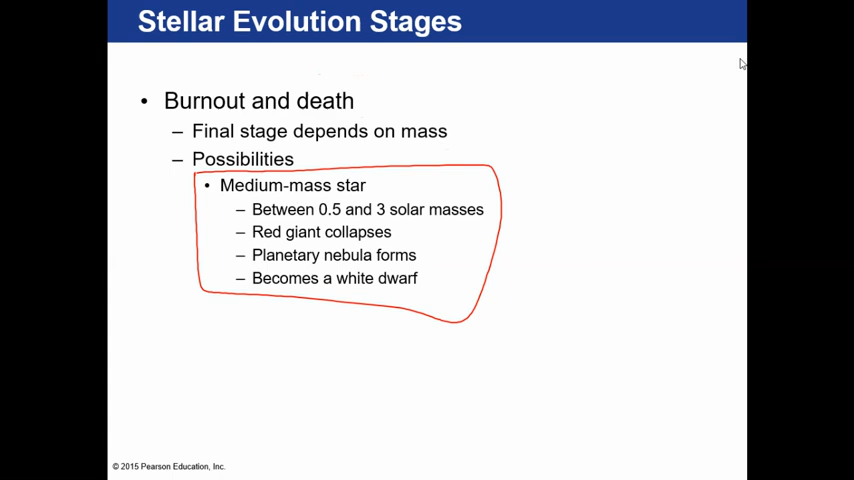 Stellar Evolution Stages
• Burnout and death
– Final stage depends on mass
– Possibilities
• Medium-mass star
– Between 0.5 and 3 solar masses
– Red giant collapses
– Planetary nebula forms
– Becomes a white dwarf
© 2015 Pearson Education, Inc.